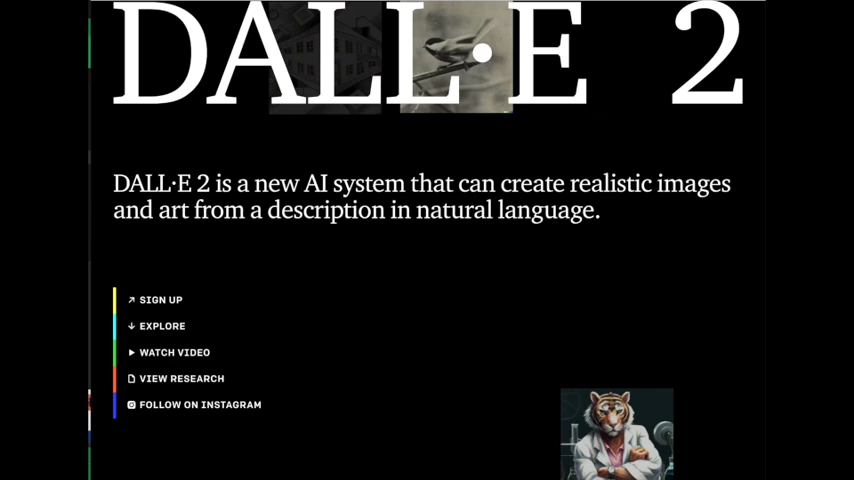 DALL·E 2
DALL·E 2 is a new AI system that can create realistic images
and art from a description in natural language.
SIGN UP
EXPLORE
WATCH VIDEO
VIEW RESEARCH
FOLLOW ON INSTAGRAM